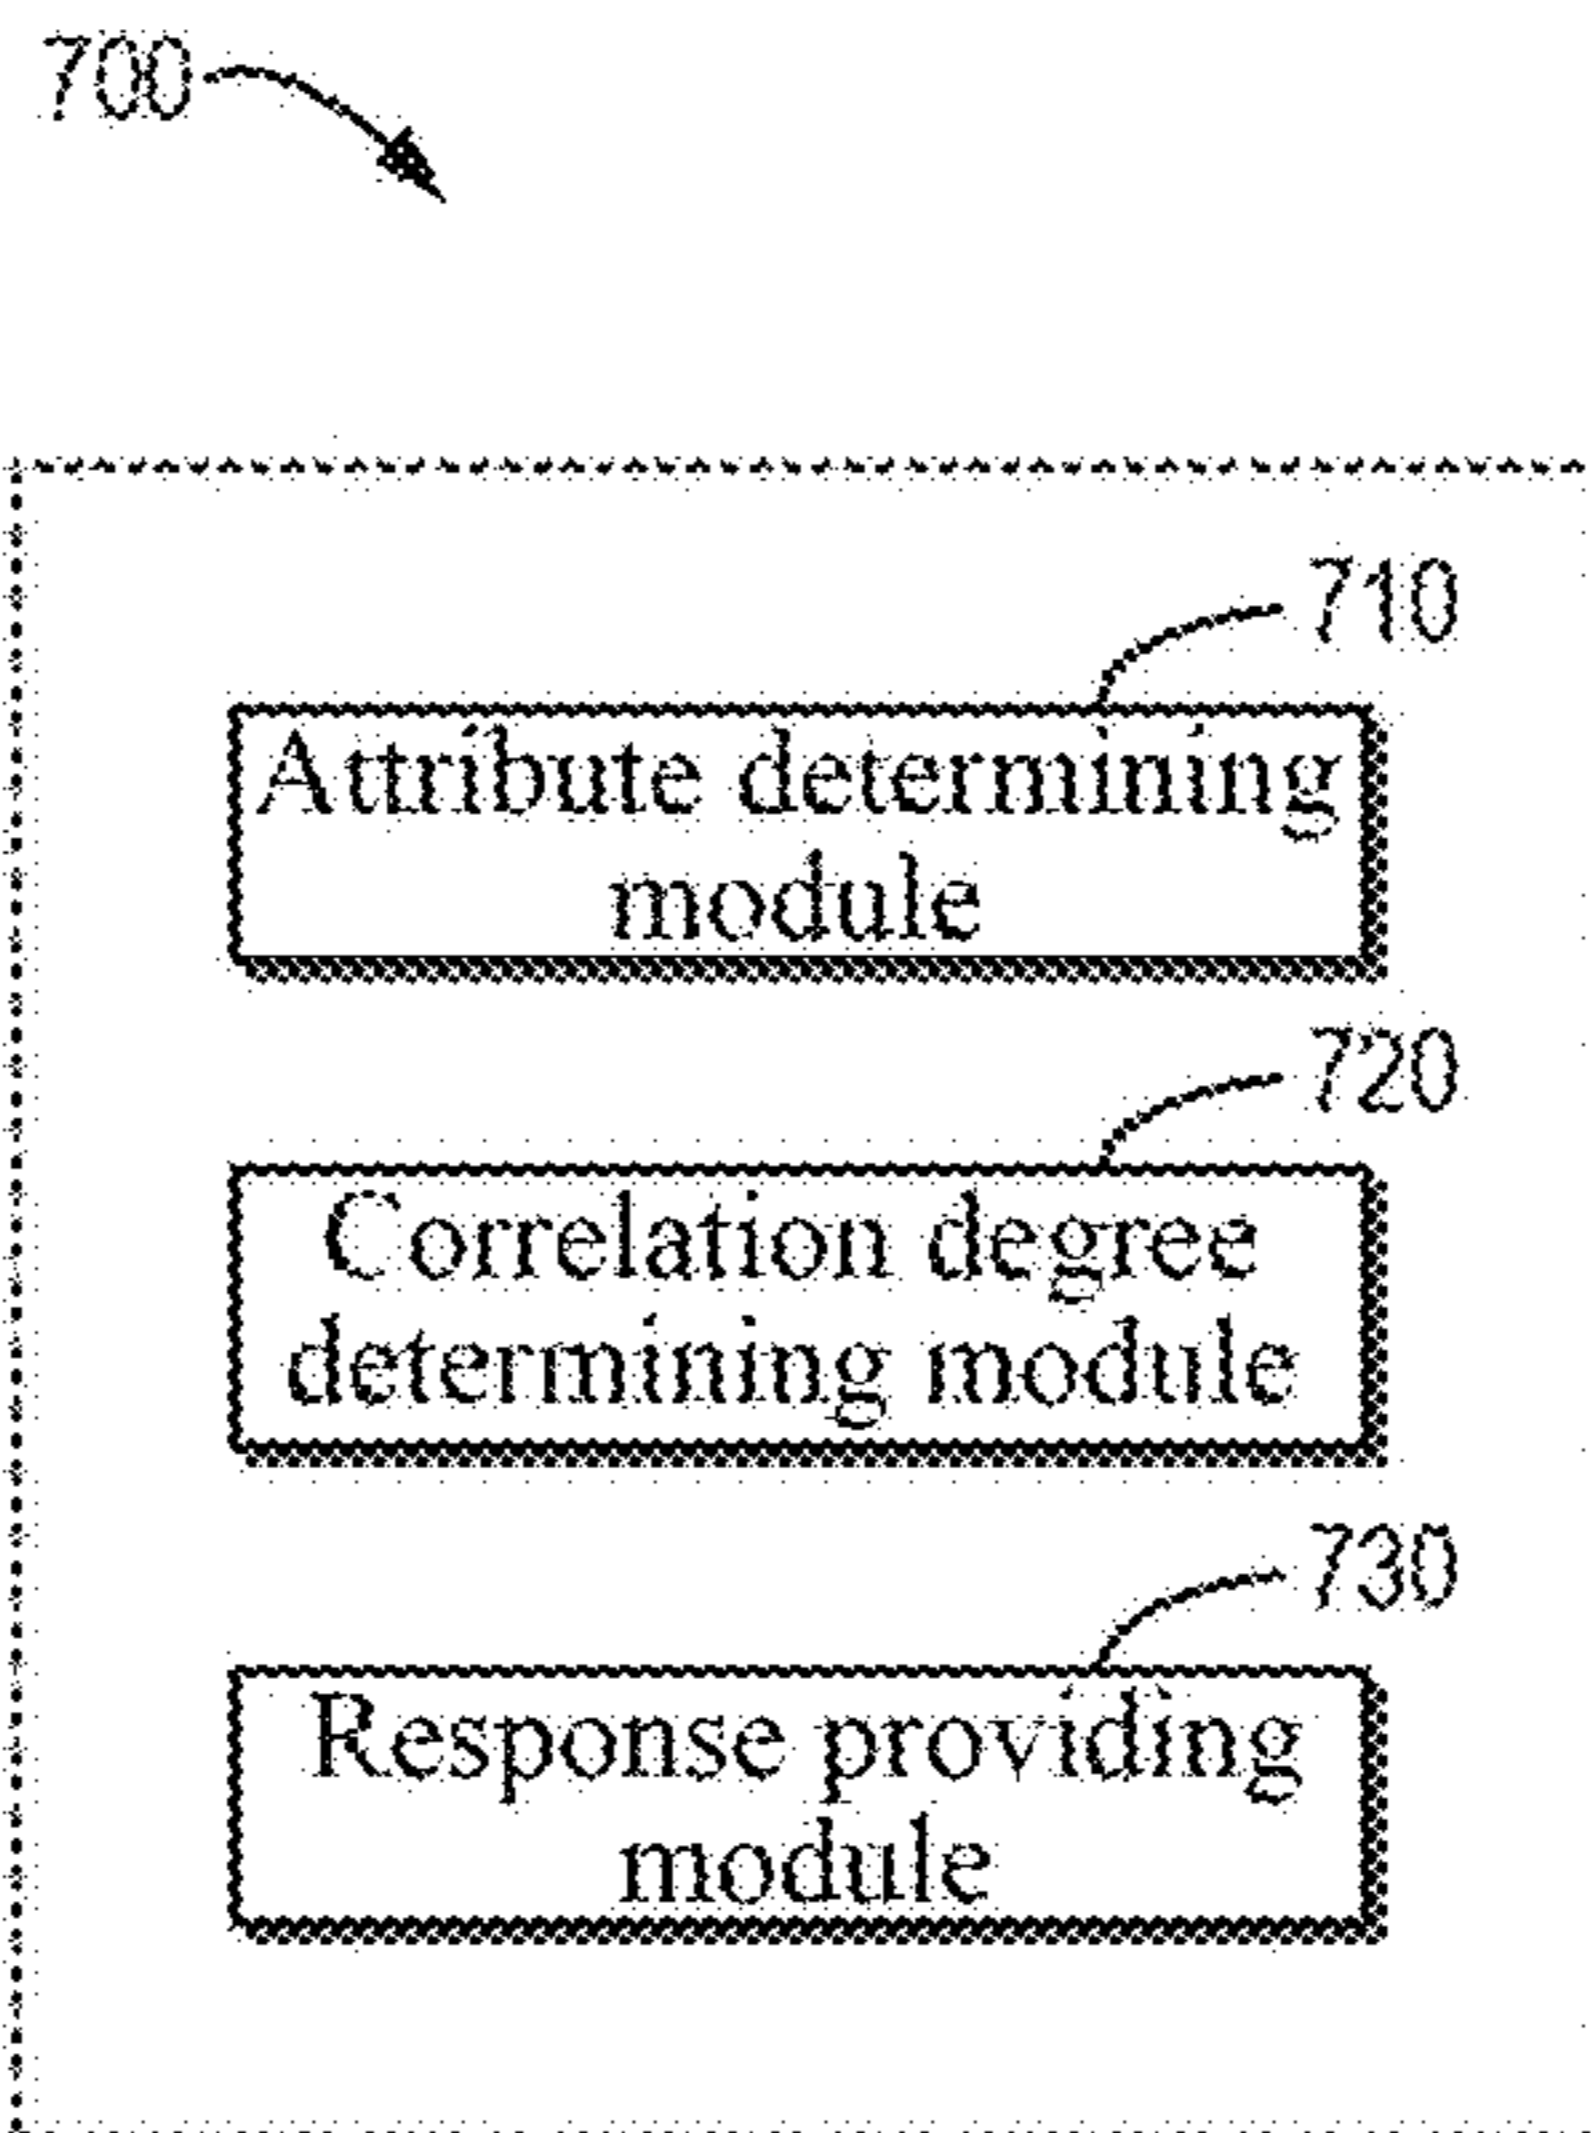 700
710
Attribute determining
module
720
Correlation degree
determining module
730
Response providing
module